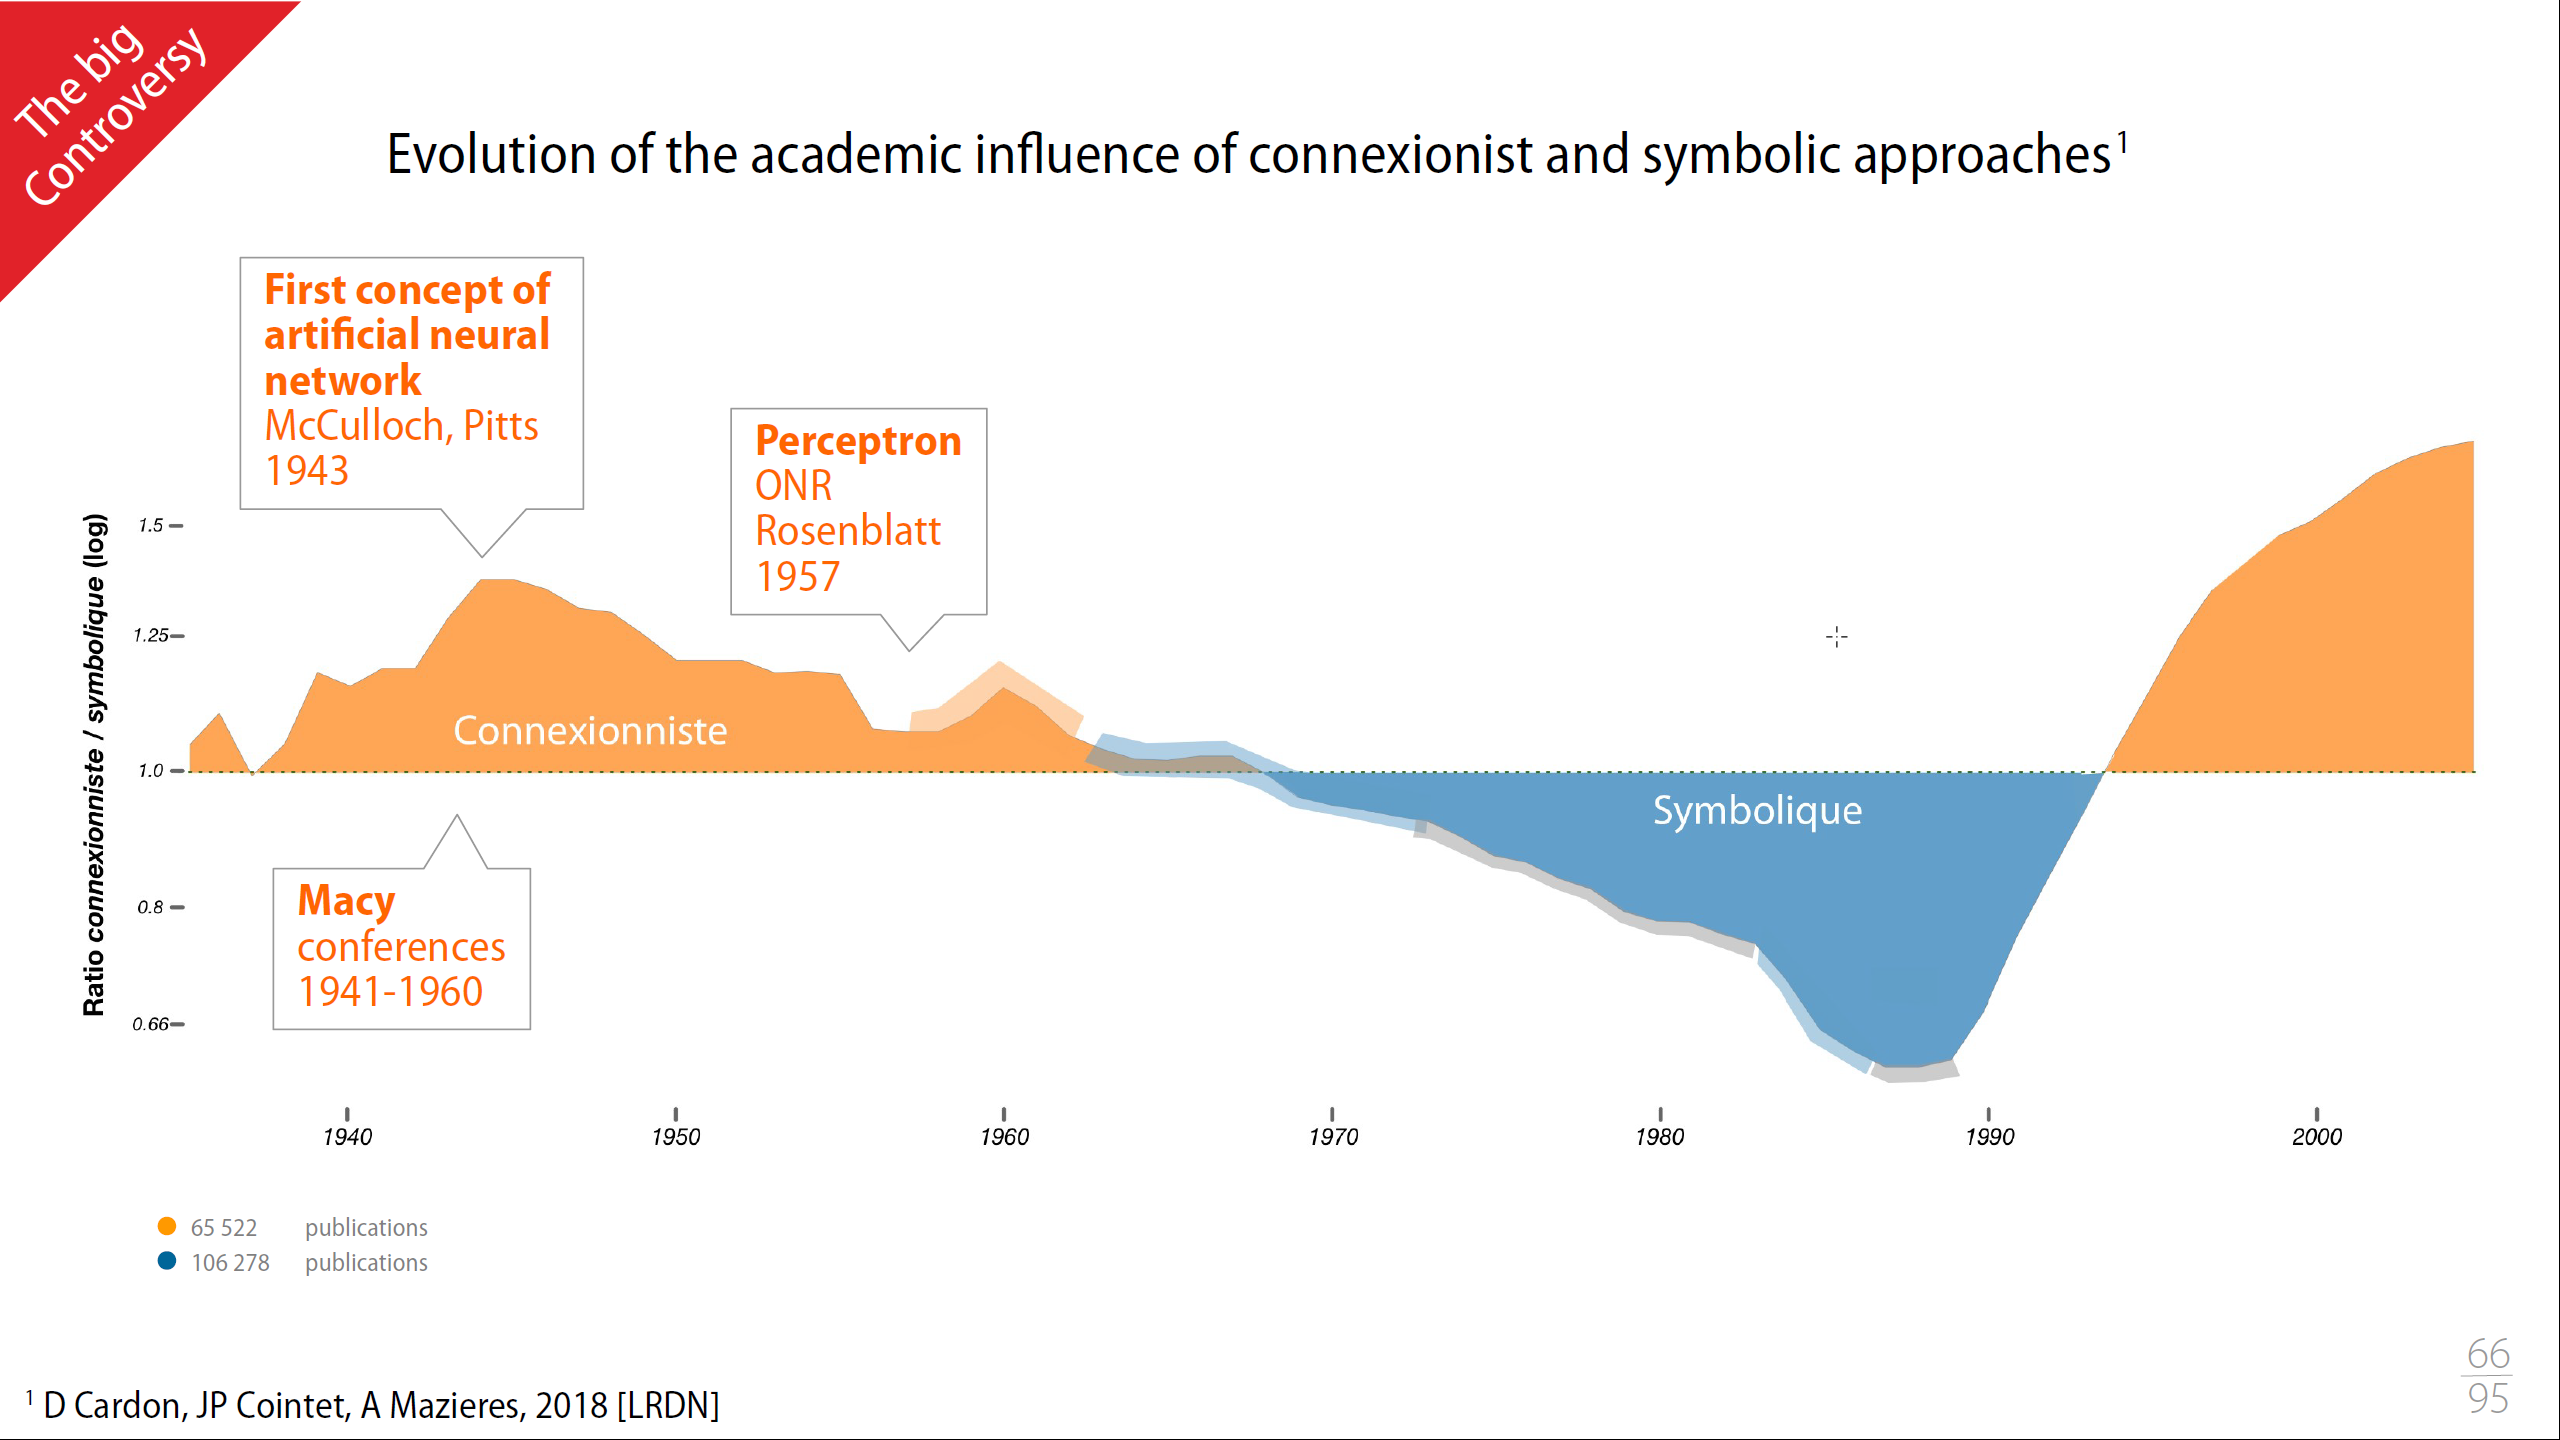 The big
Controversy
Evolution of the academic influence of connexionist and symbolic approaches¹
First concept of
artificial neural
network
McCulloch, Pitts
1943
Perceptron
ONR
Rosenblatt
1957
Ratio connexionniste / symbolique (log)
1.5
1.25
1.0
0.8
0.66
Connexionniste
Symbolique
Macy
conferences
1941-1960
1940 1950 1960 1970 1980 1990 2000
65 522 publications
106 278 publications
¹ D Cardon, JP Cointet, A Mazieres, 2018 [LRDN]
66
95